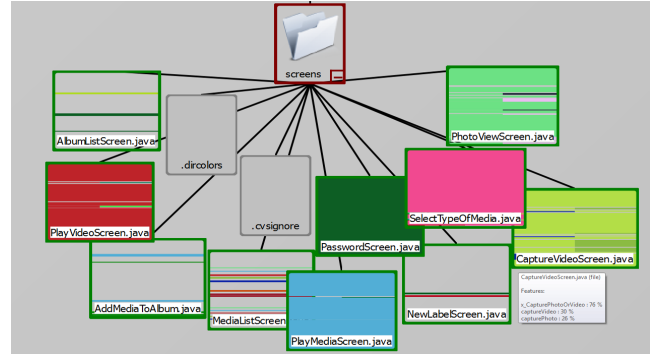 screens
AlbumListScreen.java
.dircolors
PhotoViewScreen.java
PlayVideoScreen.java
.cvsignore
SelectTypeOfMedia.java
PasswordScreen.java
CaptureVideoScreen.java
AddMediaToAlbum.java
MediaListScreen
PlayMediaScreen.java
NewLabelScreen.java
CaptureVideoScreen.java (file)
Features:
x_CapturePhotoOrVideo : 76 %
captureVideo : 30 %
capturePhoto : 26 %